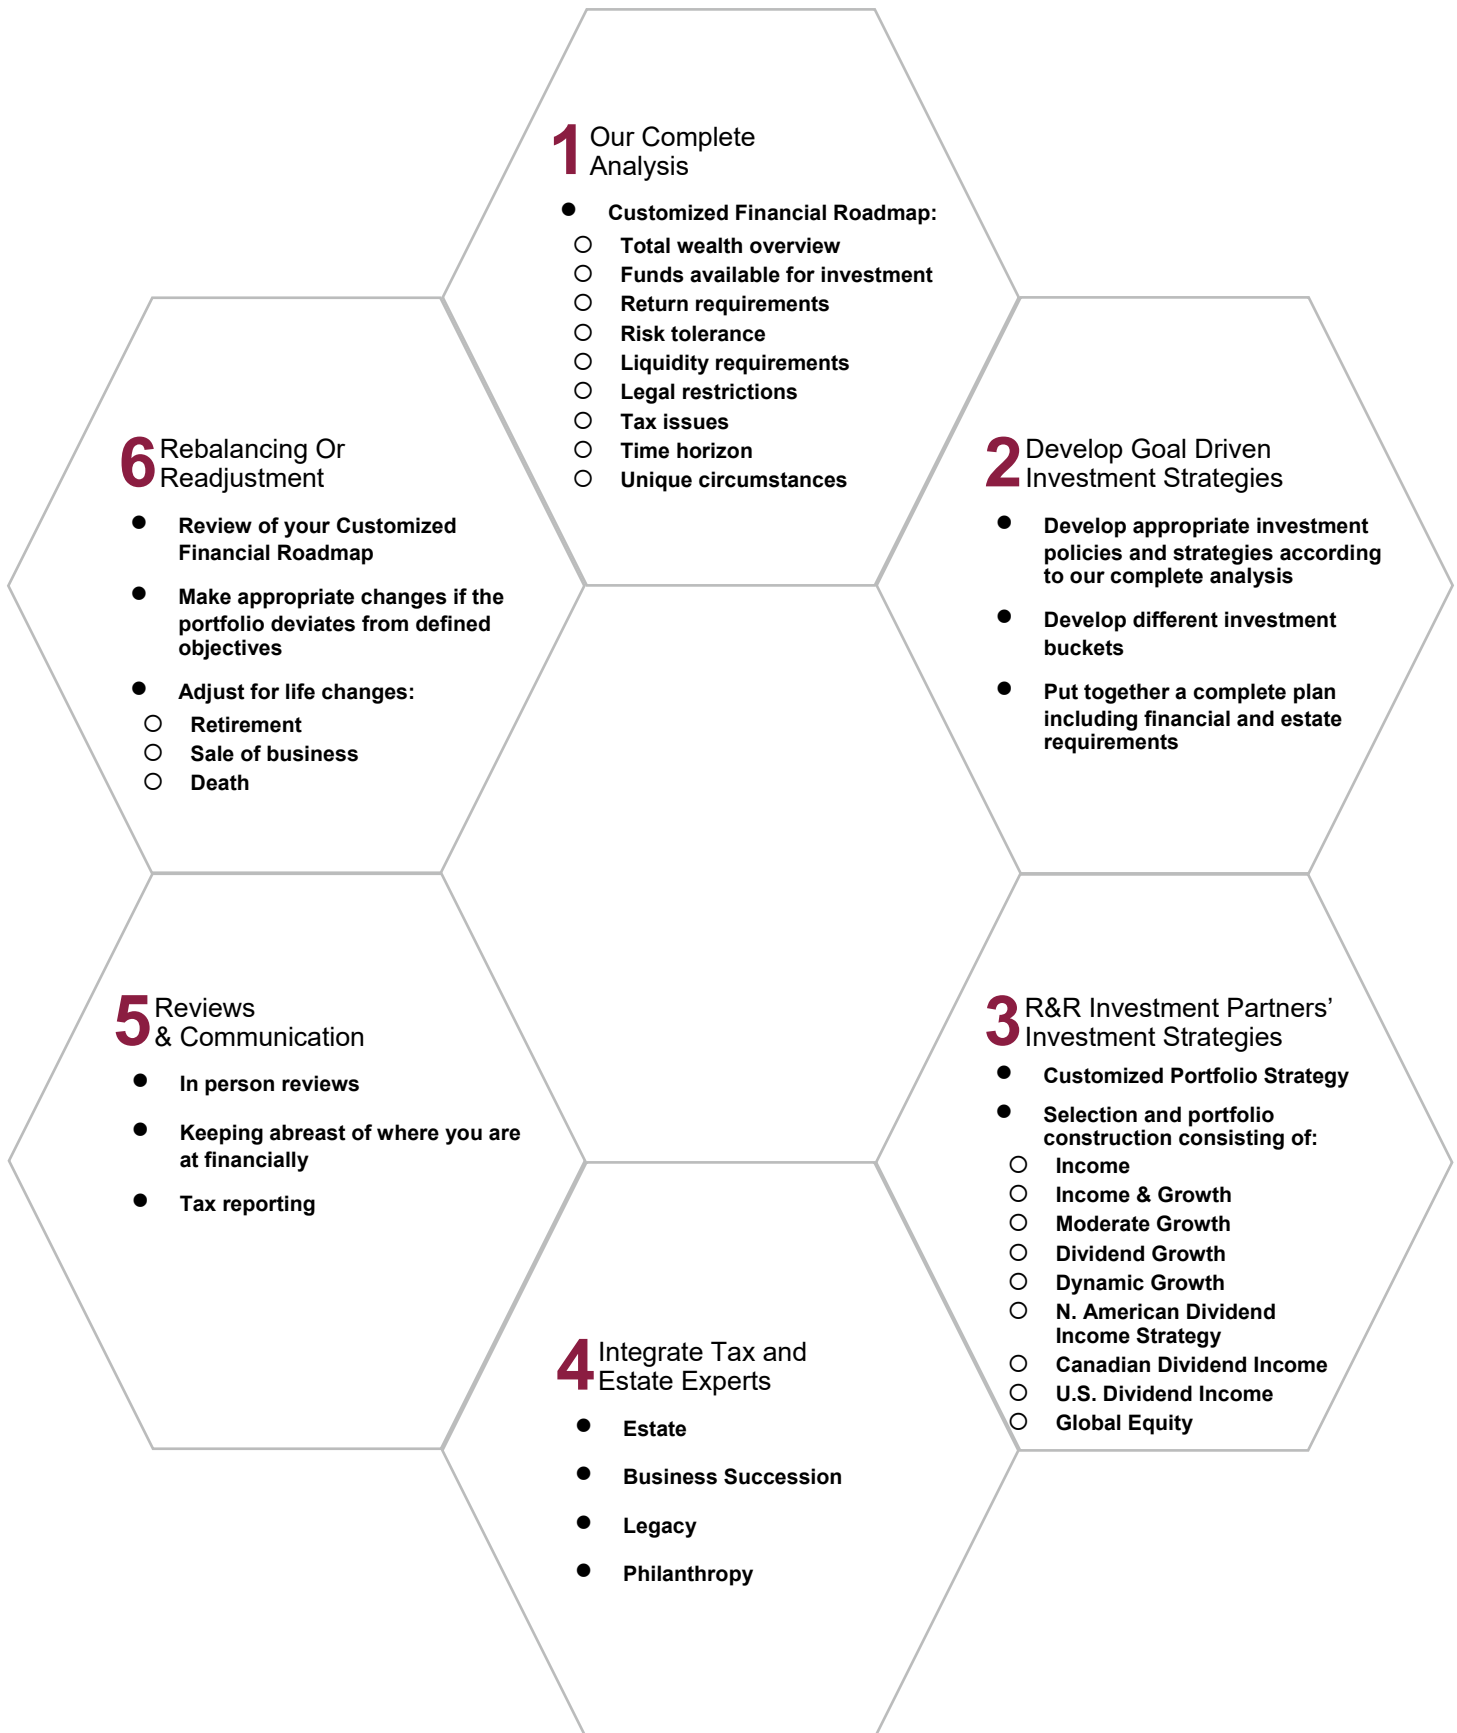 1 Our Complete
Analysis
● Customized Financial Roadmap:
○ Total wealth overview
○ Funds available for investment
○ Return requirements
○ Risk tolerance
○ Liquidity requirements
○ Legal restrictions
○ Tax issues
○ Time horizon
○ Unique circumstances
2 Develop Goal Driven
Investment Strategies
● Develop appropriate investment
policies and strategies according
to our complete analysis
● Develop different investment
buckets
● Put together a complete plan
including financial and estate
requirements
3 R&R Investment Partners’
Investment Strategies
● Customized Portfolio Strategy
● Selection and portfolio
construction consisting of:
○ Income
○ Income & Growth
○ Moderate Growth
○ Dividend Growth
○ Dynamic Growth
○ N. American Dividend
Income Strategy
○ Canadian Dividend Income
○ U.S. Dividend Income
○ Global Equity
4 Integrate Tax and
Estate Experts
● Estate
● Business Succession
● Legacy
● Philanthropy
5 Reviews
& Communication
● In person reviews
● Keeping abreast of where you are
at financially
● Tax reporting
6 Rebalancing Or
Readjustment
● Review of your Customized
Financial Roadmap
● Make appropriate changes if the
portfolio deviates from defined
objectives
● Adjust for life changes:
○ Retirement
○ Sale of business
○ Death